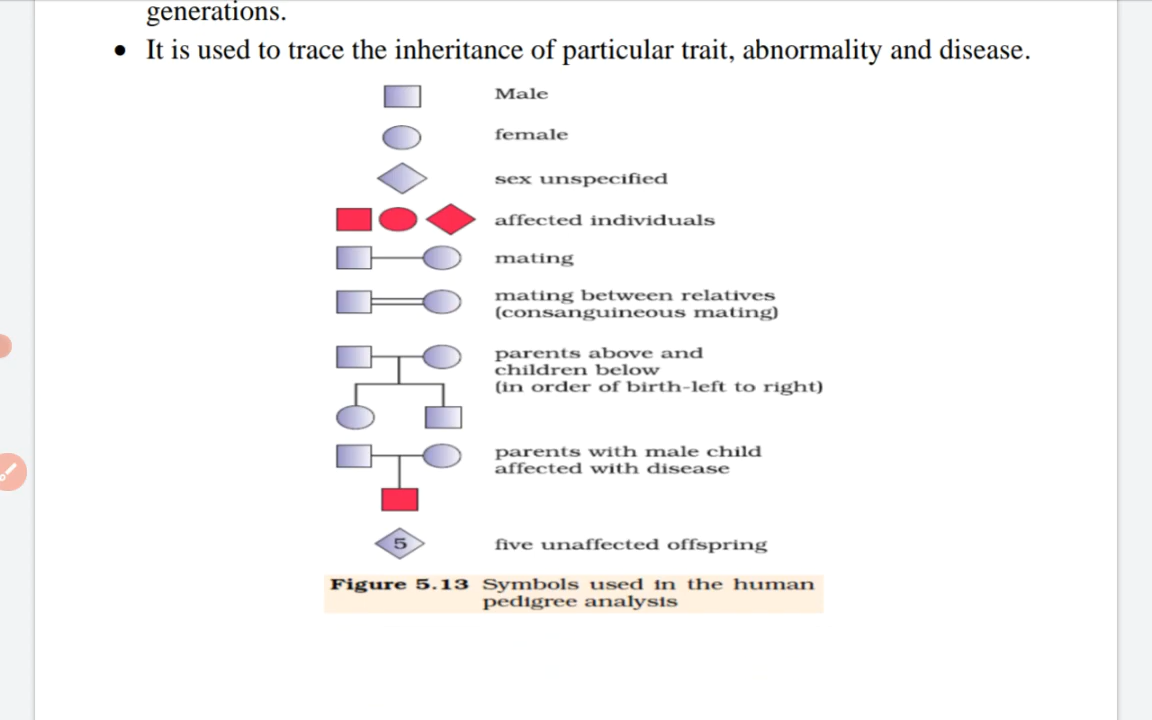 generations.
• It is used to trace the inheritance of particular trait, abnormality and disease.
Male
female
sex unspecified
affected individuals
mating
mating between relatives
(consanguineous mating)
parents above and
children below
(in order of birth-left to right)
parents with male child
affected with disease
5
five unaffected offspring
Figure 5.13 Symbols used in the human
pedigree analysis